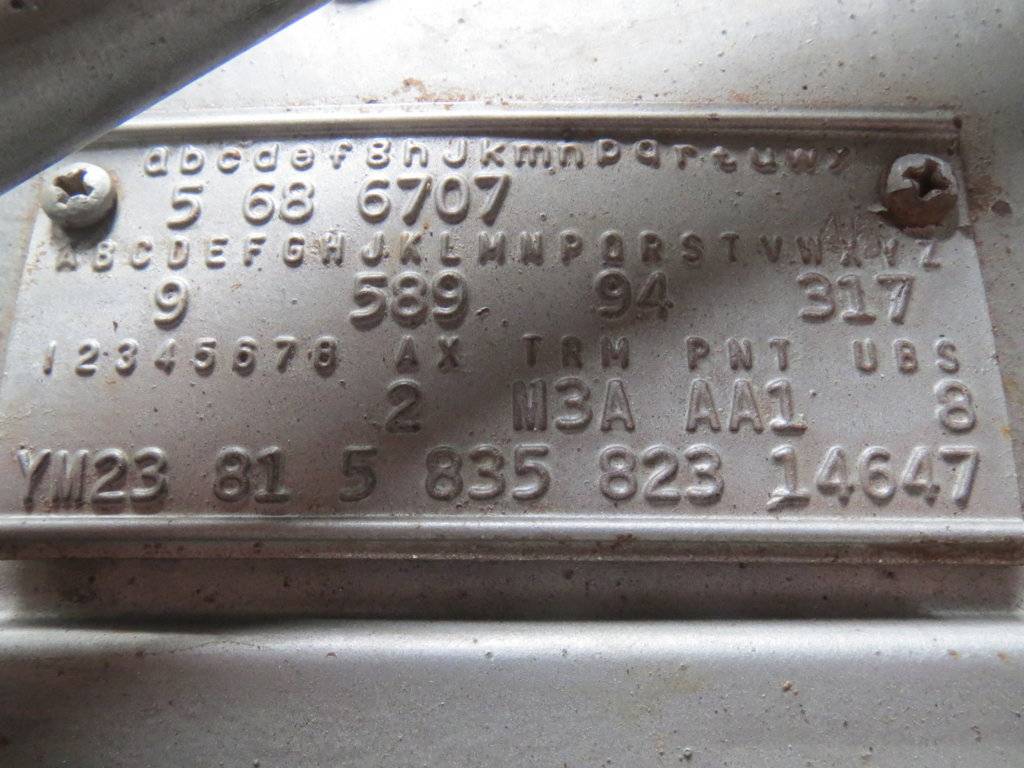 abcdefghJkmnpqrtuwy
5 68 6707
ABCDEFGHJKLMNPQRSTVWXYZ
9 589 94 317
12345678 AX TRM PNT UBS
2 M3A AA1 8
YM23 81 5 835 823 14647